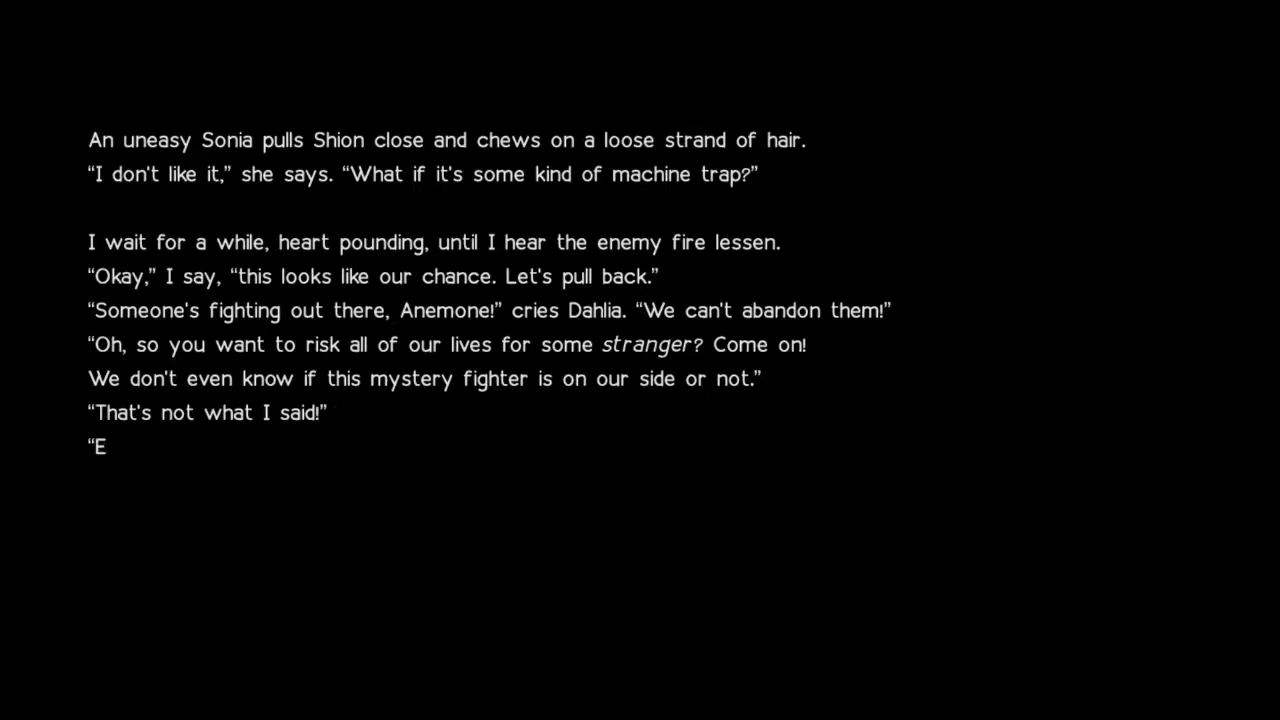 An uneasy Sonia pulls Shion close and chews on a loose strand of hair.
“I don't like it,” she says. “What if it's some kind of machine trap?”
I wait for a while, heart pounding, until I hear the enemy fire lessen.
“Okay,” I say, “this looks like our chance. Let's pull back.”
“Someone's fighting out there, Anemone!” cries Dahlia. “We can't abandon them!”
“Oh, so you want to risk all of our lives for some stranger? Come on!
We don't even know if this mystery fighter is on our side or not.”
“That's not what I said!”
“E